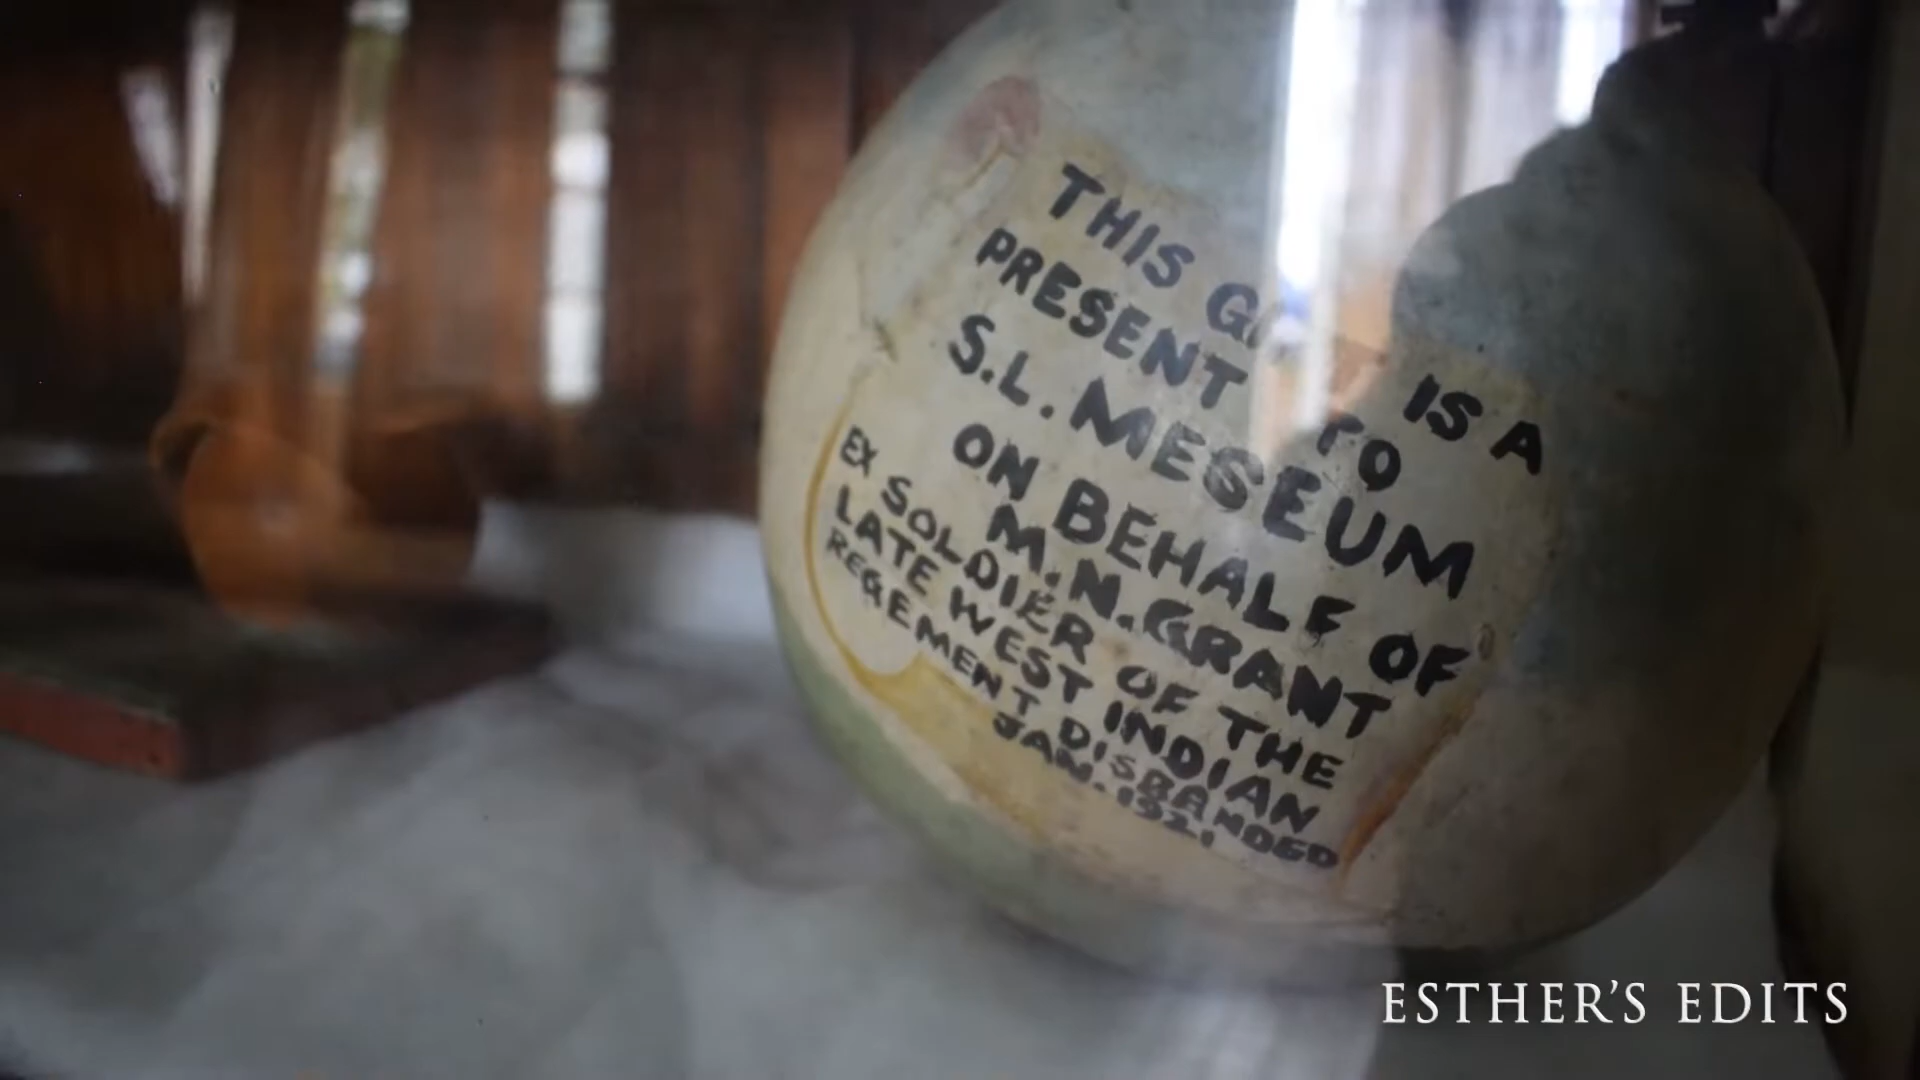 THIS IS A
PRESENT TO
S.L. MESEUM
ON BEHALF OF
M.N.GRANT
EX SOLDIER OF THE
LATE WEST INDIAN
REGEMENT DISBANDED
JAN. 1921
ESTHER'S EDITS